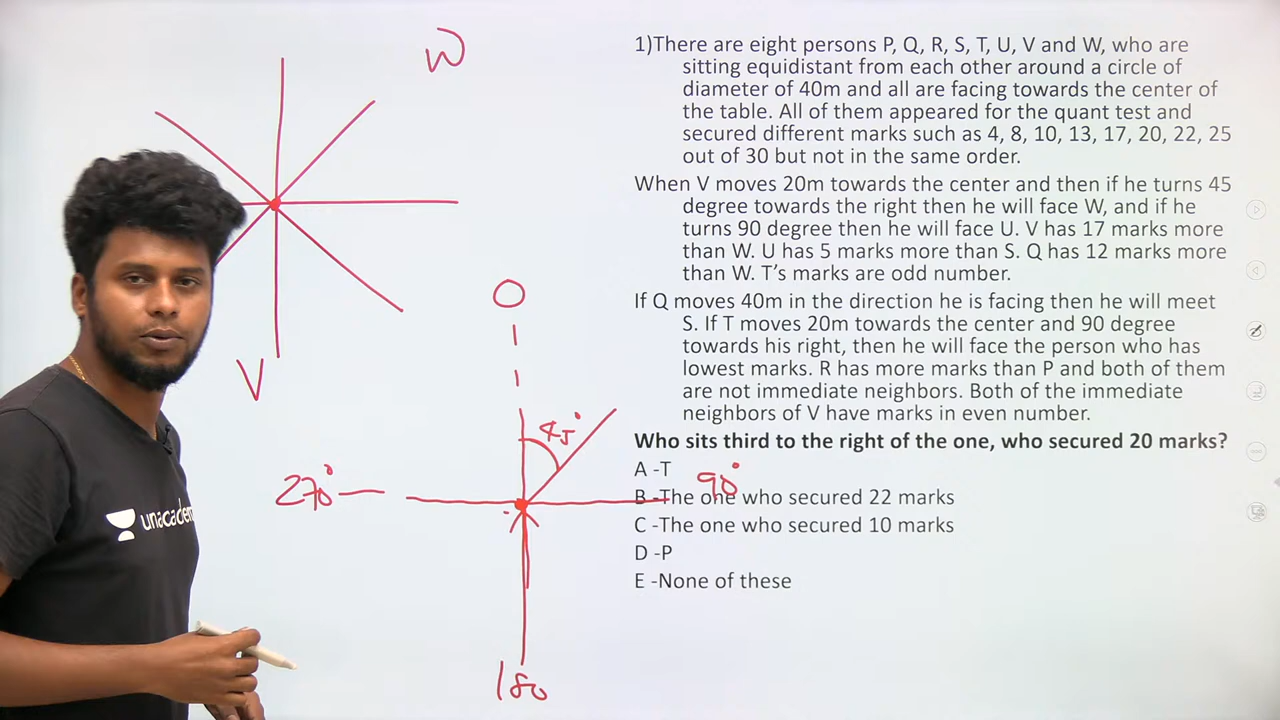 W
V
O
45°
90°
270°
180
unacadem
1)There are eight persons P, Q, R, S, T, U, V and W, who are
sitting equidistant from each other around a circle of
diameter of 40m and all are facing towards the center of
the table. All of them appeared for the quant test and
secured different marks such as 4, 8, 10, 13, 17, 20, 22, 25
out of 30 but not in the same order.
When V moves 20m towards the center and then if he turns 45
degree towards the right then he will face W, and if he
turns 90 degree then he will face U. V has 17 marks more
than W. U has 5 marks more than S. Q has 12 marks more
than W. T's marks are odd number.
If Q moves 40m in the direction he is facing then he will meet
S. If T moves 20m towards the center and 90 degree
towards his right, then he will face the person who has
lowest marks. R has more marks than P and both of them
are not immediate neighbors. Both of the immediate
neighbors of V have marks in even number.
Who sits third to the right of the one, who secured 20 marks?
A -T
B -The one who secured 22 marks
C -The one who secured 10 marks
D -P
E -None of these